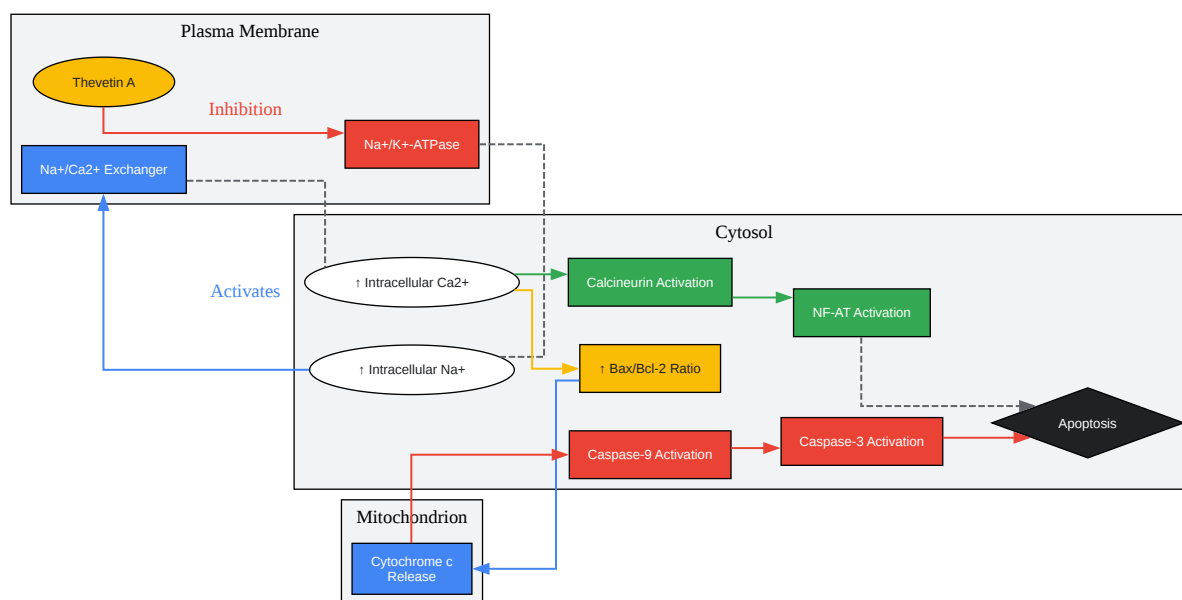 Plasma Membrane
Thevetin A
Inhibition
Na+/K+-ATPase
Na+/Ca2+ Exchanger
Cytosol
↑ Intracellular Ca2+
Calcineurin Activation
Activates
NF-AT Activation
↑ Intracellular Na+
↑ Bax/Bcl-2 Ratio
Apoptosis
Caspase-9 Activation
Caspase-3 Activation
Mitochondrion
Cytochrome c
Release